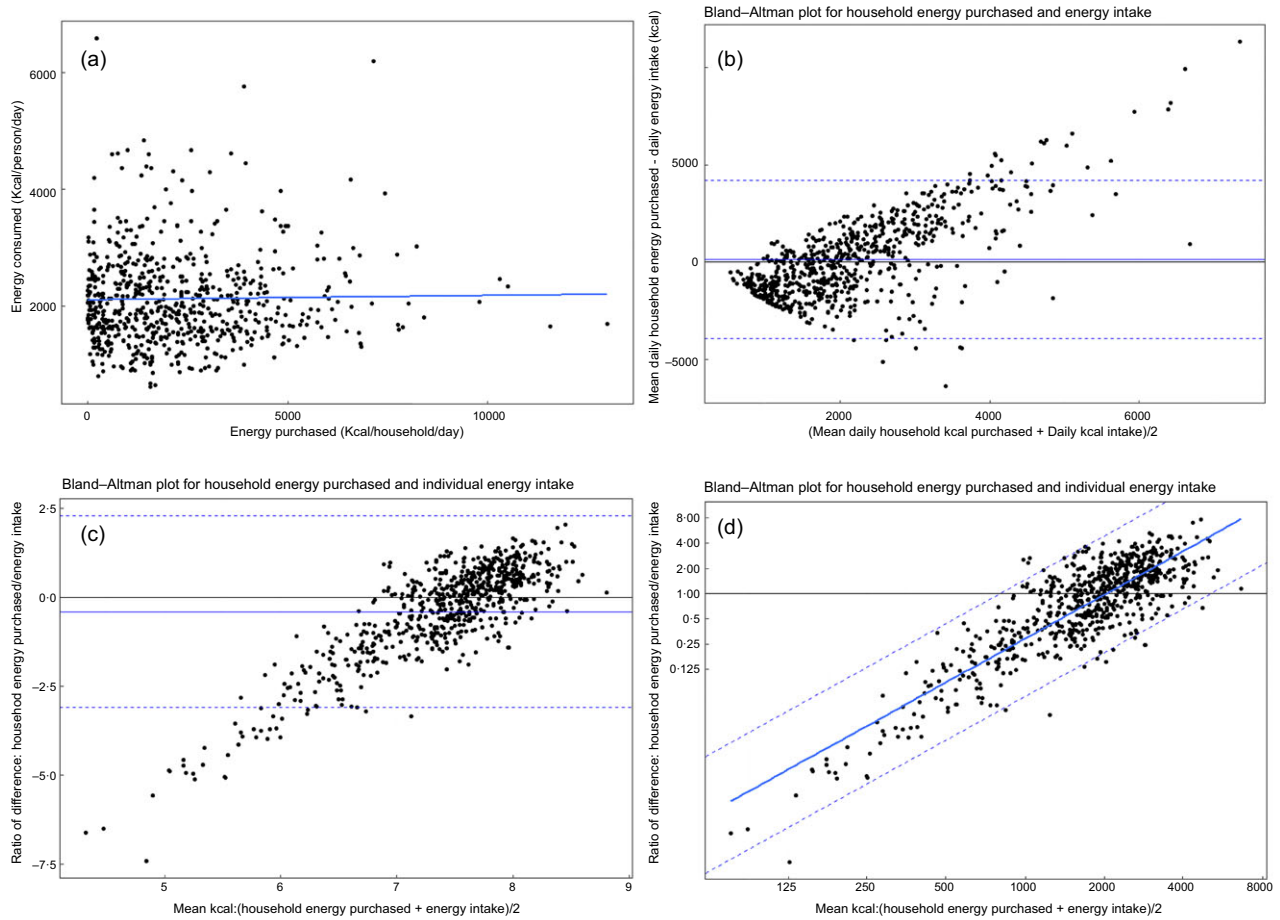 (a)
Energy consumed (Kcal/person/day)
6000
4000
2000
0
5000
10000
Energy purchased (Kcal/household/day)
Bland–Altman plot for household energy purchased and energy intake
(b)
Mean daily household energy purchased - daily energy intake (kcal)
5000
0
–5000
2000
4000
6000
(Mean daily household kcal purchased + Daily kcal intake)/2
Bland–Altman plot for household energy purchased and individual energy intake
(c)
Ratio of difference: househod energy purchased/energy intake
2·5
0·0
–2·5
–5·0
–7·5
5
6
7
8
9
Mean kcal:(household energy purchased + energy intake)/2
Bland–Altman plot for household energy purchased and individual energy intake
(d)
Ratio of difference: househod energy purchased/energy intake
8·00
4·00
2·00
1·00
0·5
0·25
0·125
125
250
500
1000
2000
4000
8000
Mean kcal:(household energy purchased + energy intake)/2